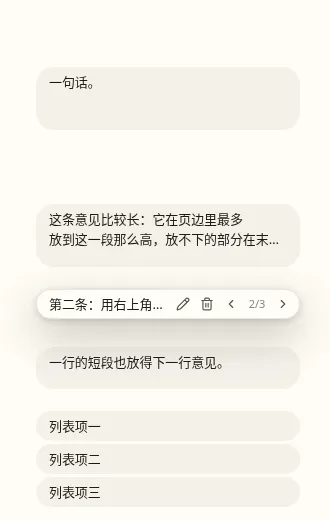 一句话。
这条意见比较长：它在页边里最多
放到这一段那么高，放不下的部分在末…
第二条：用右上角… 2/3
一行的短段也放得下一行意见。
列表项一
列表项二
列表项三